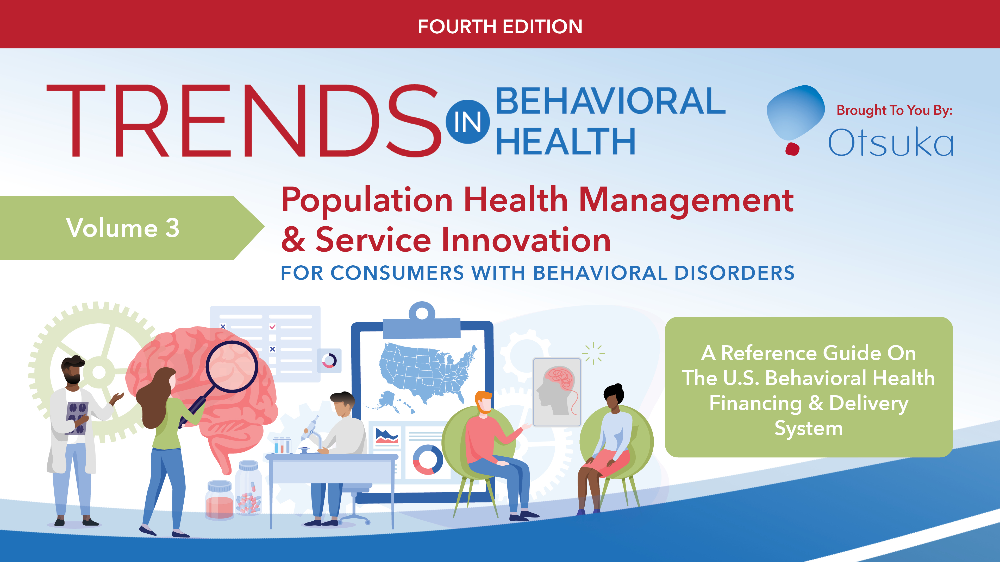 FOURTH EDITION
TRENDS IN BEHAVIORAL
HEALTH
Brought To You By:
Otsuka
Volume 3
Population Health Management
& Service Innovation
FOR CONSUMERS WITH BEHAVIORAL DISORDERS
A Reference Guide On
The U.S. Behavioral Health
Financing & Delivery
System